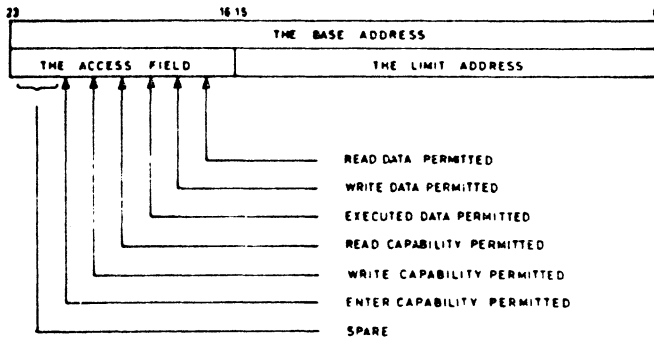 23 16 15
THE BASE ADDRESS
THE ACCESS FIELD THE LIMIT ADDRESS
READ DATA PERMITTED
WRITE DATA PERMITTED
EXECUTED DATA PERMITTED
READ CAPABILITY PERMITTED
WRITE CAPABILITY PERMITTED
ENTER CAPABILITY PERMITTED
SPARE